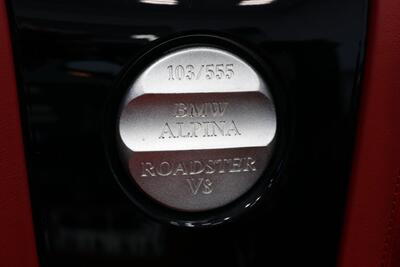 103/555
BMW
ALPINA
ROADSTER
V8